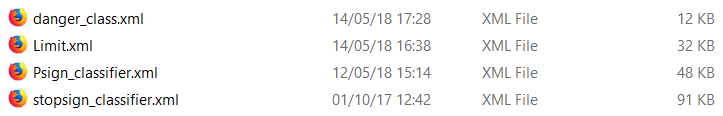 danger_class.xml 14/05/18 17:28 XML File 12 KB
Limit.xml 14/05/18 16:38 XML File 32 KB
Psign_classifier.xml 12/05/18 15:14 XML File 48 KB
stopsign_classifier.xml 01/10/17 12:42 XML File 91 KB